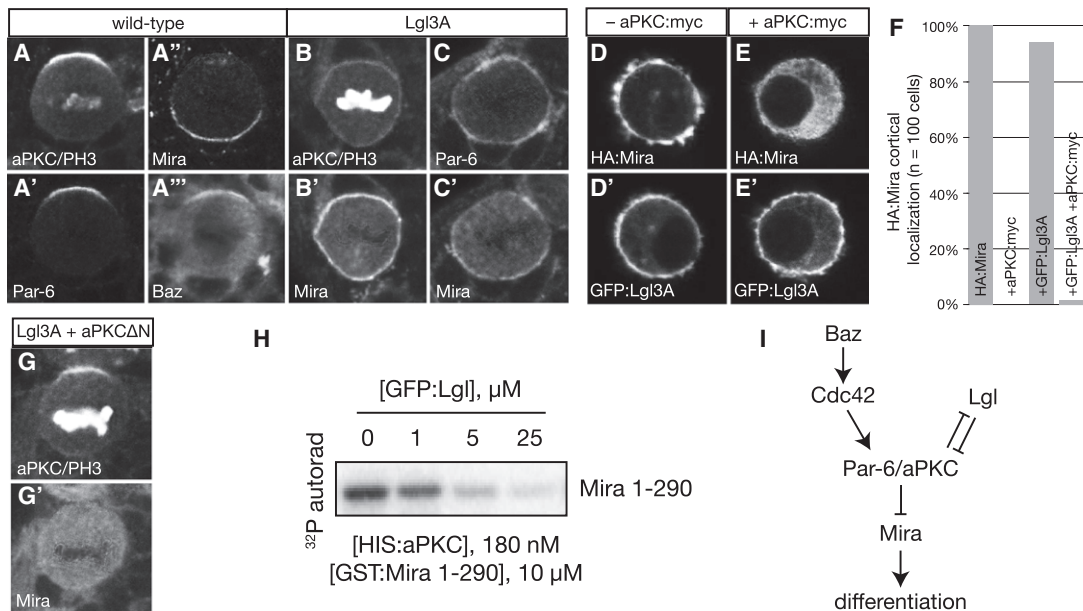 wild-type
Lgl3A
– aPKC:myc
+ aPKC:myc
A
aPKC/PH3
A"
Mira
B
aPKC/PH3
C
Par-6
D
HA:Mira
E
HA:Mira
A'
Par-6
A'''
Baz
B'
Mira
C'
Mira
D'
GFP:Lgl3A
E'
GFP:Lgl3A
F
HA:Mira cortical
localization (n = 100 cells)
100%
80%
60%
40%
20%
0%
HA:Mira
+aPKC:myc
+GFP:Lgl3A
+GFP:Lgl3A +aPKC:myc
Lgl3A + aPKCΔN
G
aPKC/PH3
G'
Mira
H
[GFP:Lgl], µM
0 1 5 25
32P autorad
Mira 1-290
[HIS:aPKC], 180 nM
[GST:Mira 1-290], 10 µM
I
Baz
Cdc42
Lgl
Par-6/aPKC
Mira
differentiation